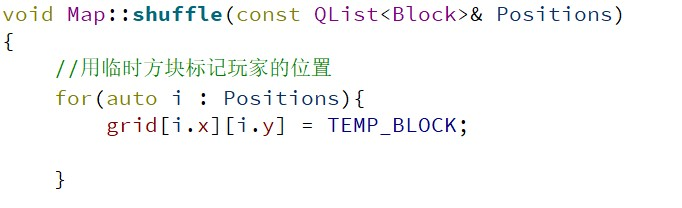 void Map::shuffle(const QList<Block>& Positions)
{
    //用临时方块标记玩家的位置
    for(auto i : Positions){
        grid[i.x][i.y] = TEMP_BLOCK;
    }